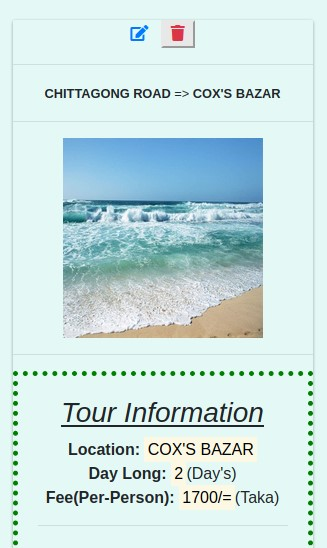 CHITTAGONG ROAD => COX'S BAZAR
Tour Information
Location: COX'S BAZAR
Day Long: 2 (Day's)
Fee(Per-Person): 1700/= (Taka)